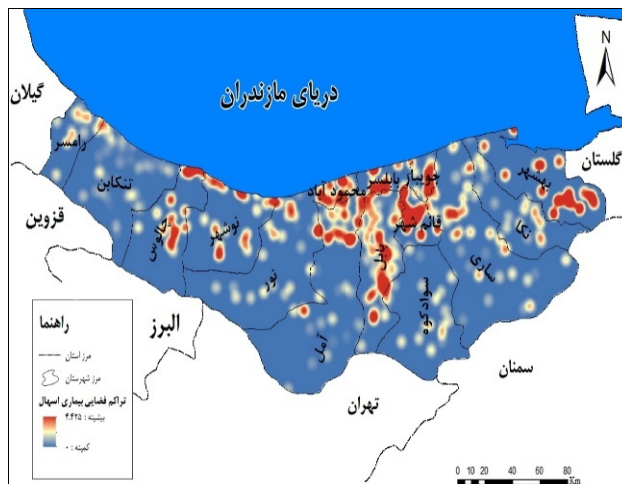 گیلان
دریای مازندران
N
رامسر
تنکابن
محمود آباد
بابلسر
جویبار
بهشهر
گلستان
قزوین
چالوس
نوشهر
قائم شهر
نکا
نور
بابل
ساری
سوادکوه
البرز
آمل
سمنان
تهران
راهنما
مرز استان
مرز شهرستان
تراکم فضایی بیماری اسهال
بیشینه : ۴.۴۲۵
کمینه : ۰
0 10 20 40 60 80
Km